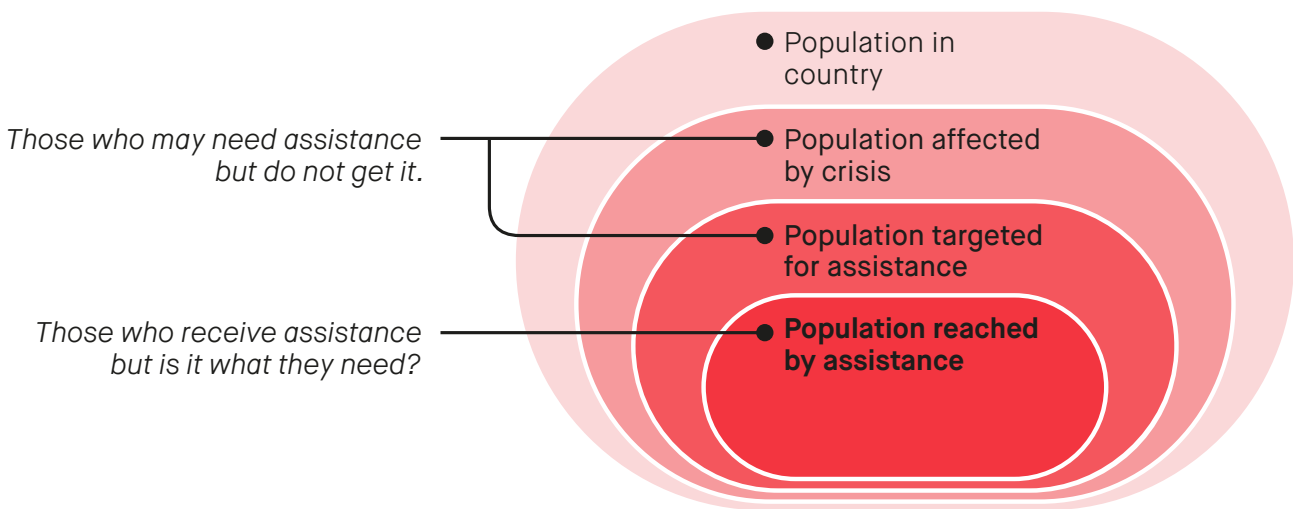 Population in
country
Those who may need assistance
but do not get it.
Population affected
by crisis
Population targeted
for assistance
Those who receive assistance
but is it what they need?
Population reached
by assistance